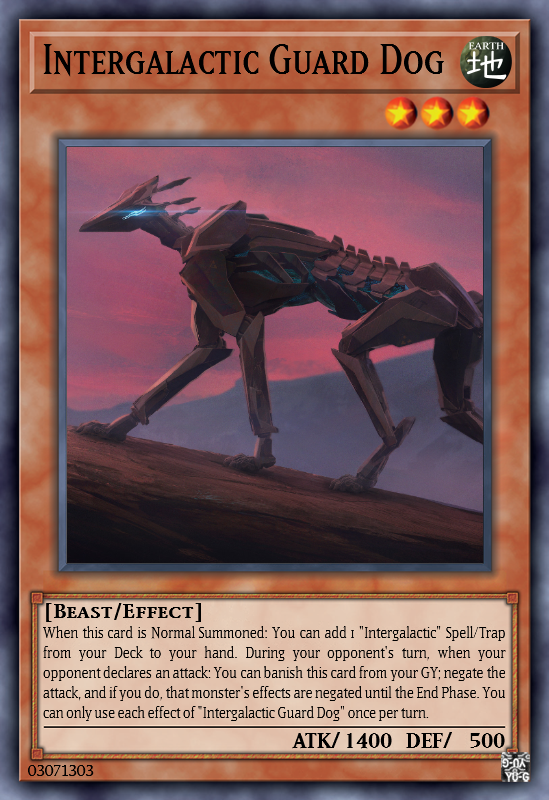 Intergalactic Guard Dog
EARTH
地
[Beast/Effect]
When this card is Normal Summoned: You can add 1 "Intergalactic" Spell/Trap
from your Deck to your hand. During your opponent's turn, when your
opponent declares an attack: You can banish this card from your GY; negate the
attack, and if you do, that monster's effects are negated until the End Phase. You
can only use each effect of "Intergalactic Guard Dog" once per turn.
ATK/ 1400 DEF/ 500
03071303